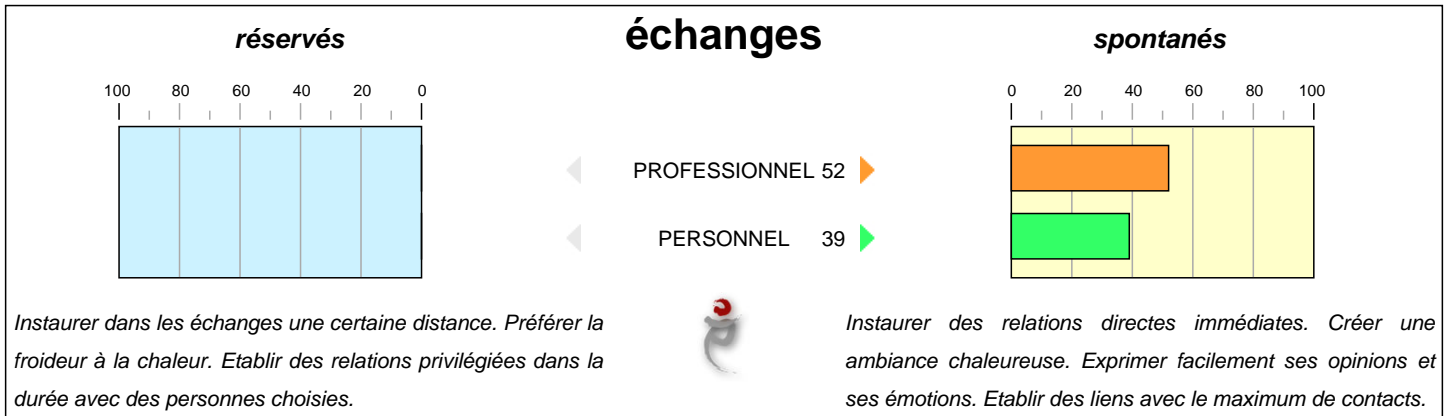 réservés échanges spontanés
100 80 60 40 20 0 0 20 40 60 80 100
PROFESSIONNEL 52
PERSONNEL 39
Instaurer dans les échanges une certaine distance. Préférer la
froideur à la chaleur. Etablir des relations privilégiées dans la
durée avec des personnes choisies.
Instaurer des relations directes immédiates. Créer une
ambiance chaleureuse. Exprimer facilement ses opinions et
ses émotions. Etablir des liens avec le maximum de contacts.